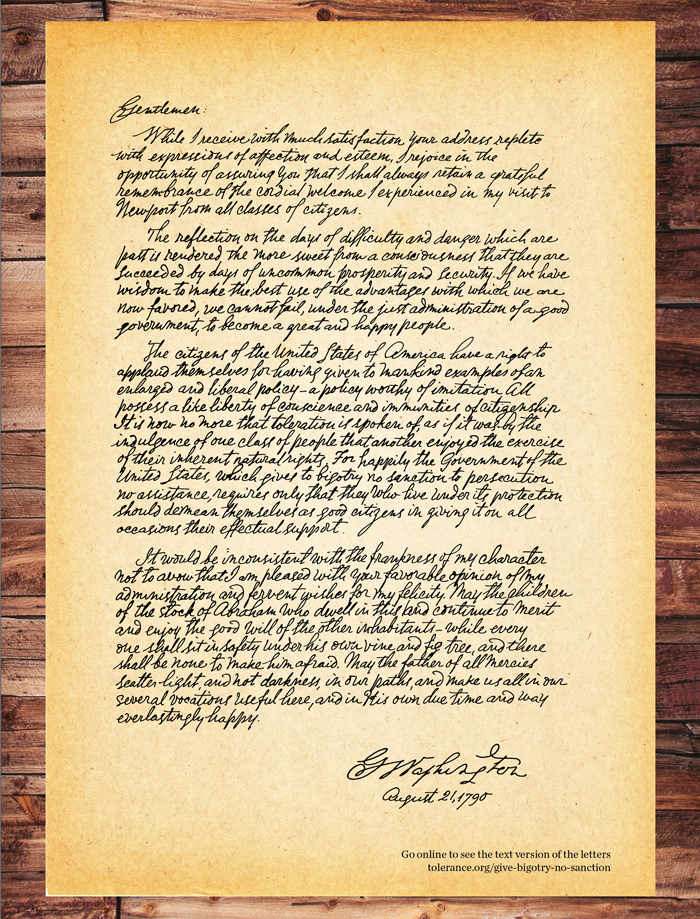 Gentlemen:
While I receive with much satisfaction your address replete
with expressions of affection and esteem, I rejoice in the
opportunity of assuring you that I shall always retain a grateful
remembrance of the cordial welcome I experienced in my visit to
Newport from all classes of citizens.
The reflection on the days of difficulty and danger which are
past is rendered the more sweet from a consciousness that they are
succeeded by days of uncommon prosperity and security. If we have
wisdom to make the best use of the advantages with which we are
now favored, we cannot fail, under the just administration of a good
government, to become a great and happy people.
The citizens of the United States of America have a right to
applaud themselves for having given to mankind examples of an
enlarged and liberal policy—a policy worthy of imitation. All
possess a like liberty of conscience and immunities of citizenship
It is now no more that toleration is spoken of, as if it was by the
indulgence of one class of people that another enjoyed the exercise
of their inherent natural rights. For happily the Government of the
United States, which gives to bigotry no sanction to persecution
no assistance, requires only that they who live under its protection
should demean themselves as good citizens in giving it on all
occasions their effectual support.
It would be inconsistent with the frankness of my character
not to avow that I am pleased with your favorable opinion of my
administration and fervent wishes for my felicity. May the children
of the stock of Abraham who dwell in this land continue to merit
and enjoy the good will of the other inhabitants—while every
one shall sit in safety under his own vine and fig tree, and there
shall be none to make him afraid. May the father of all mercies
scatter light and not darkness, in our paths, and make us all in our
several vocations useful here, and in His own due time and way
everlastingly happy.
G Washington
August 21, 1790
Go online to see the text version of the letters
tolerance.org/give-bigotry-no-sanction